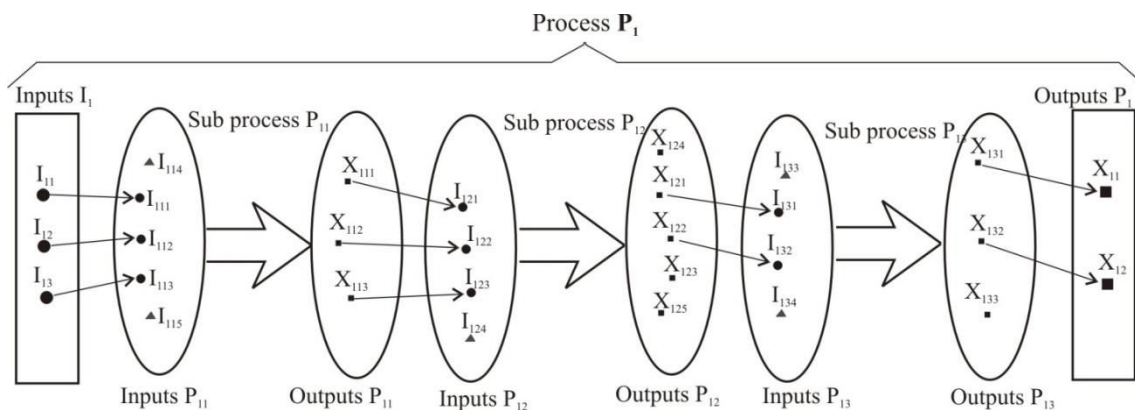 Process P₁
Inputs I₁
Outputs P₁
Sub process P₁₁
Sub process P₁₂
Sub process P₁₃
I₁₁
I₁₂
I₁₃
I₁₁₄
I₁₁₁
I₁₁₂
I₁₁₃
I₁₁₅
X₁₁₁
X₁₁₂
X₁₁₃
I₁₂₁
I₁₂₂
I₁₂₃
I₁₂₄
X₁₂₄
X₁₂₁
X₁₂₂
X₁₂₃
X₁₂₅
I₁₃₃
I₁₃₁
I₁₃₂
I₁₃₄
X₁₃₁
X₁₃₂
X₁₃₃
X₁₁
X₁₂
Inputs P₁₁
Outputs P₁₁
Inputs P₁₂
Outputs P₁₂
Inputs P₁₃
Outputs P₁₃